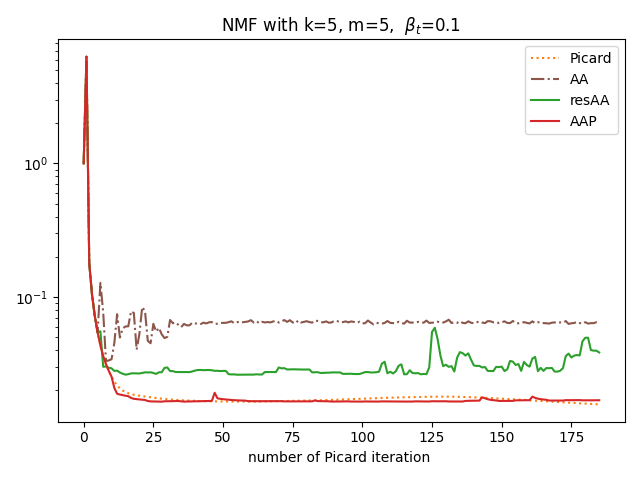 NMF with k=5, m=5, βt=0.1
Picard
AA
resAA
AAP
10^0
10^-1
0 25 50 75 100 125 150 175
number of Picard iteration